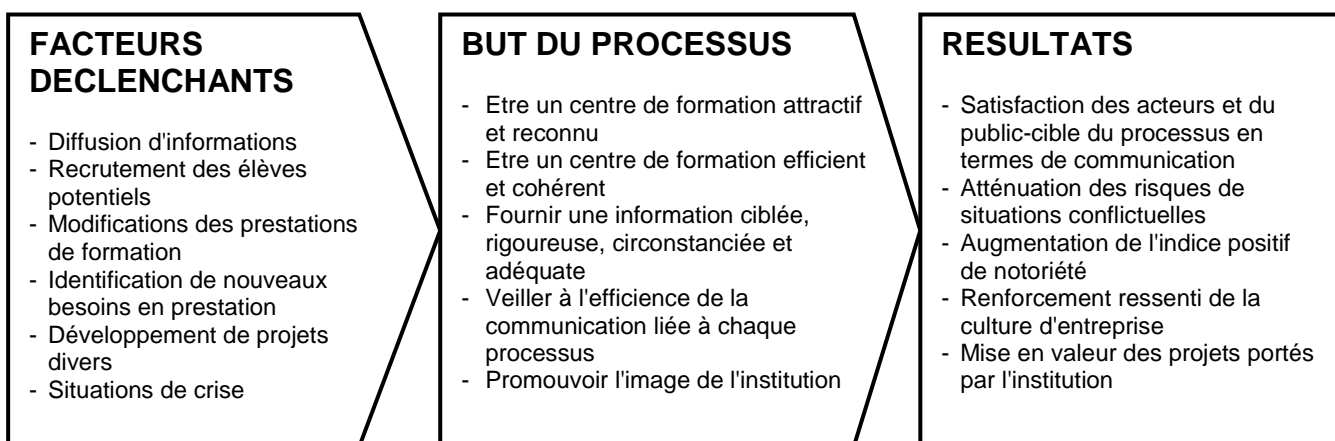 FACTEURS
DECLENCHANTS
- Diffusion d'informations
- Recrutement des élèves
potentiels
- Modifications des prestations
de formation
- Identification de nouveaux
besoins en prestation
- Développement de projets
divers
- Situations de crise
BUT DU PROCESSUS
- Etre un centre de formation attractif
et reconnu
- Etre un centre de formation efficient
et cohérent
- Fournir une information ciblée,
rigoureuse, circonstanciée et
adéquate
- Veiller à l'efficience de la
communication liée à chaque
processus
- Promouvoir l'image de l'institution
RESULTATS
- Satisfaction des acteurs et du
public-cible du processus en
termes de communication
- Atténuation des risques de
situations conflictuelles
- Augmentation de l'indice positif
de notoriété
- Renforcement ressenti de la
culture d'entreprise
- Mise en valeur des projets portés
par l'institution